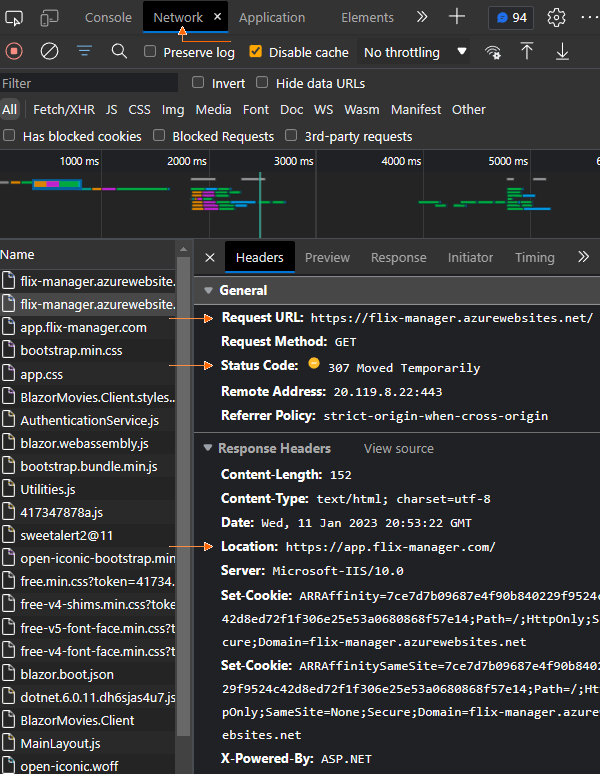 Console Network × Application Elements 94
Preserve log Disable cache No throttling
Filter Invert Hide data URLs
All Fetch/XHR JS CSS Img Media Font Doc WS Wasm Manifest Other
Has blocked cookies Blocked Requests 3rd-party requests
1000 ms 2000 ms 3000 ms 4000 ms 5000 ms 6
Name
flix-manager.azurewebsite.
flix-manager.azurewebsite.
app.flix-manager.com
bootstrap.min.css
app.css
BlazorMovies.Client.styles..
AuthenticationService.js
blazor.webassembly.js
bootstrap.bundle.min.js
Utilities.js
417347878a.js
sweetalert2@11
open-iconic-bootstrap.min
free.min.css?token=41734.
free-v4-shims.min.css?tok
free-v5-font-face.min.css?t
free-v4-font-face.min.css?t
blazor.boot.json
dotnet.6.0.11.dh6sjas4u7.js
BlazorMovies.Client
MainLayout.js
open-iconic.woff
× Headers Preview Response Initiator Timing
General
Request URL: https://flix-manager.azurewebsites.net/
Request Method: GET
Status Code: 307 Moved Temporarily
Remote Address: 20.119.8.22:443
Referrer Policy: strict-origin-when-cross-origin
Response Headers View source
Content-Length: 152
Content-Type: text/html; charset=utf-8
Date: Wed, 11 Jan 2023 20:53:22 GMT
Location: https://app.flix-manager.com/
Server: Microsoft-IIS/10.0
Set-Cookie: ARRAffinity=7ce7d7b09687e4f90b840229f9524c
42d8ed72f1f306e25e53a0680868f57e14;Path=/;HttpOnly;S
cure;Domain=flix-manager.azurewebsites.net
Set-Cookie: ARRAffinitySameSite=7ce7d7b09687e4f90b8402
29f9524c42d8ed72f1f306e25e53a0680868f57e14;Path=/;Ht
pOnly;SameSite=None;Secure;Domain=flix-manager.azurew
ebsites.net
X-Powered-By: ASP.NET